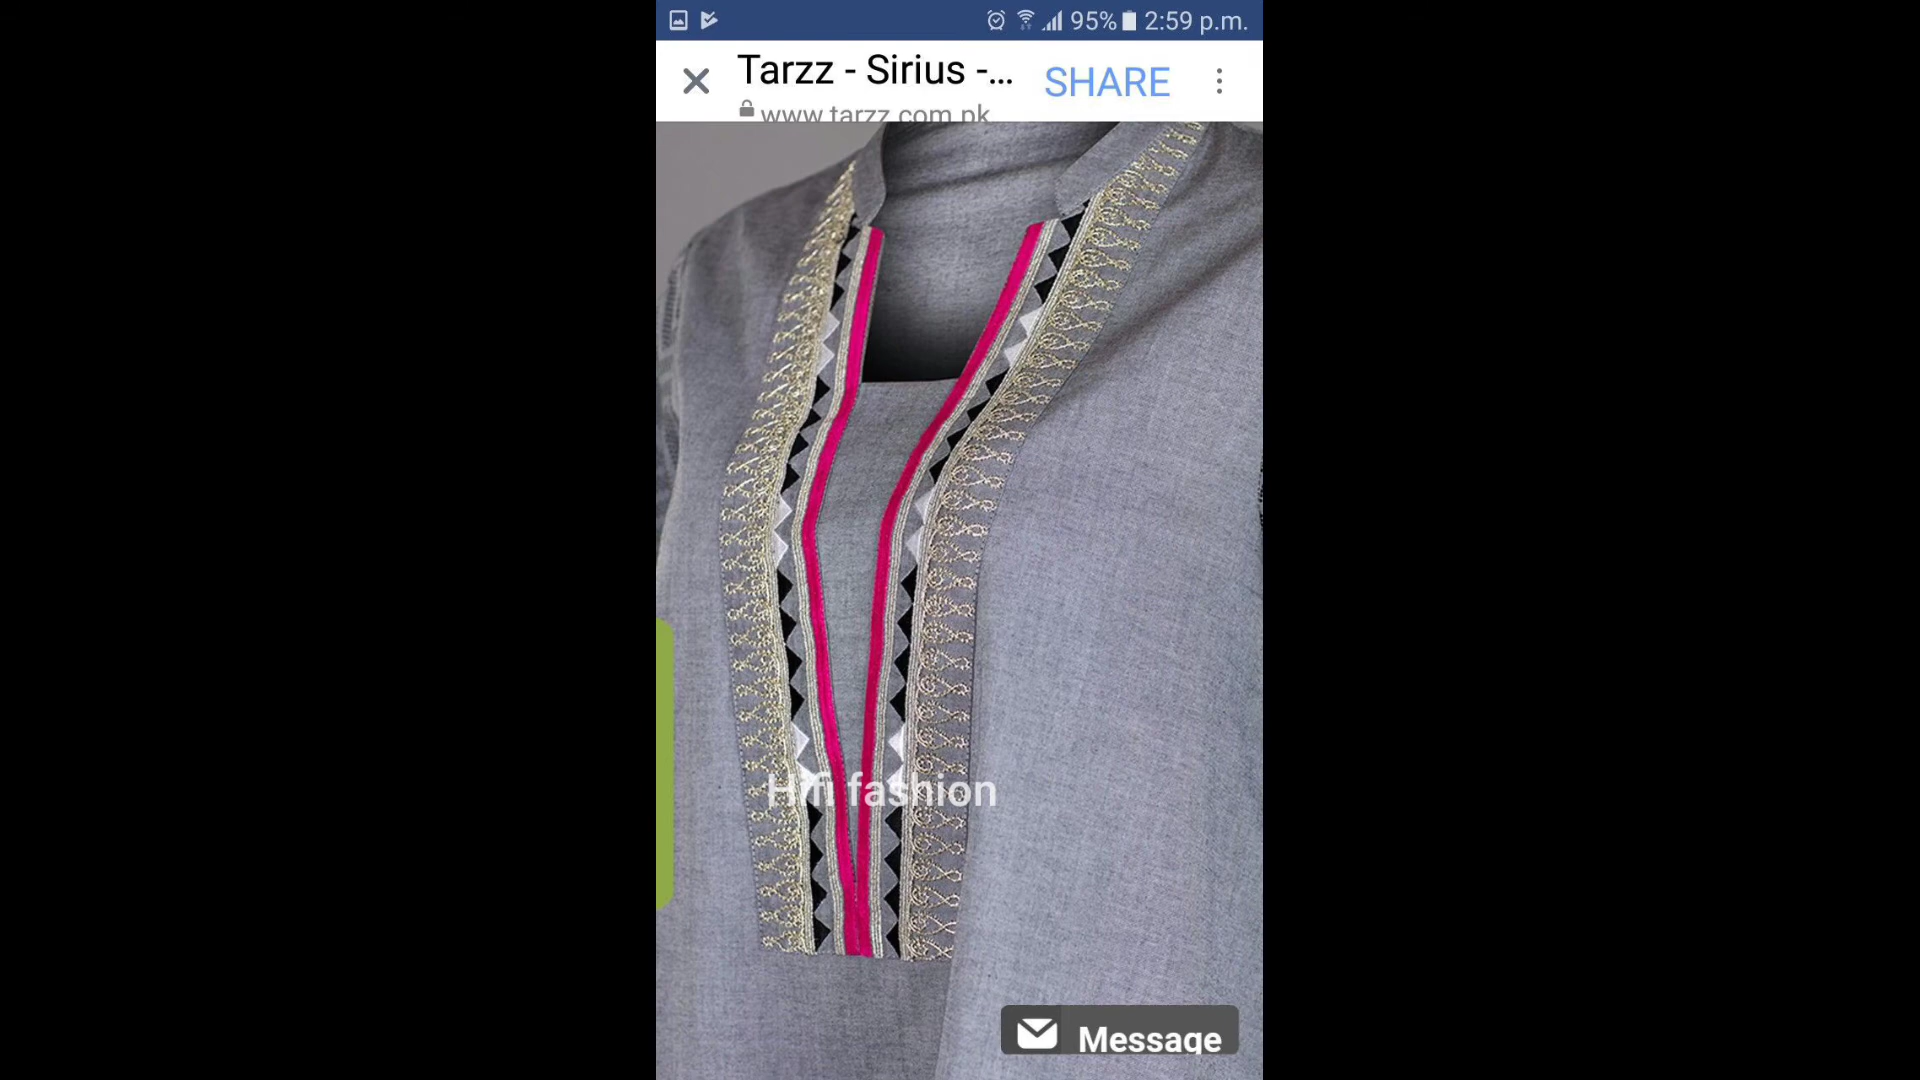 95% 2:59 p.m.
Tarzz - Sirius -... SHARE
www.tarzz.com.pk
Hifi fashion
Message